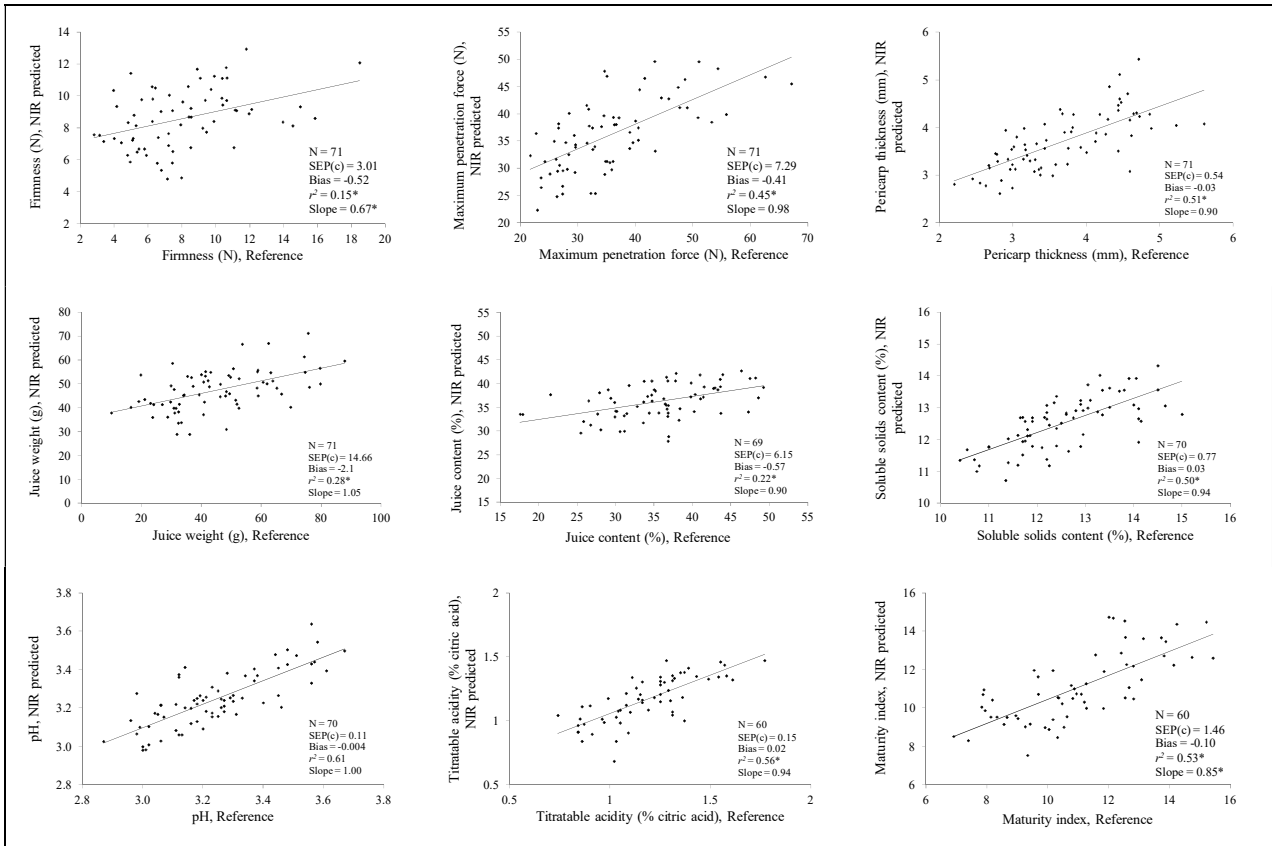 14
12
10
8
6
4
2
2 4 6 8 10 12 14 16 18 20
Firmness (N), NIR predicted
N = 71
SEP(c) = 3.01
Bias = -0.52
r² = 0.15*
Slope = 0.67*
Firmness (N), Reference
55
50
45
40
35
30
25
20
20 30 40 50 60 70
Maximum penetration force (N),
NIR predicted
N = 71
SEP(c) = 7.29
Bias = -0.41
r² = 0.45*
Slope = 0.98
Maximum penetration force (N), Reference
6
5
4
3
2
2 3 4 5 6
Pericarp thickness (mm), NIR
predicted
N = 71
SEP(c) = 0.54
Bias = -0.03
r² = 0.51*
Slope = 0.90
Pericarp thickness (mm), Reference
80
70
60
50
40
30
20
10
0
0 20 40 60 80 100
Juice weight (g), NIR predicted
N = 71
SEP(c) = 14.66
Bias = -2.1
r² = 0.28*
Slope = 1.05
Juice weight (g), Reference
55
50
45
40
35
30
25
20
15
15 20 25 30 35 40 45 50 55
Juice content (%), NIR predicted
N = 69
SEP(c) = 6.15
Bias = -0.57
r² = 0.22*
Slope = 0.90
Juice content (%), Reference
16
15
14
13
12
11
10
10 11 12 13 14 15 16
Soluble solids content (%), NIR
predicted
N = 70
SEP(c) = 0.77
Bias = 0.03
r² = 0.50*
Slope = 0.94
Soluble solids content (%), Reference
3.8
3.6
3.4
3.2
3.0
2.8
2.8 3.0 3.2 3.4 3.6 3.8
pH, NIR predicted
N = 70
SEP(c) = 0.11
Bias = -0.004
r² = 0.61
Slope = 1.00
pH, Reference
2
1.5
1
0.5
0.5 1 1.5 2
Titratable acidity (% citric acid),
NIR predicted
N = 60
SEP(c) = 0.15
Bias = 0.02
r² = 0.56*
Slope = 0.94
Titratable acidity (% citric acid), Reference
16
14
12
10
8
6
6 8 10 12 14 16
Maturity index, NIR predicted
N = 60
SEP(c) = 1.46
Bias = -0.10
r² = 0.53*
Slope = 0.85*
Maturity index, Reference